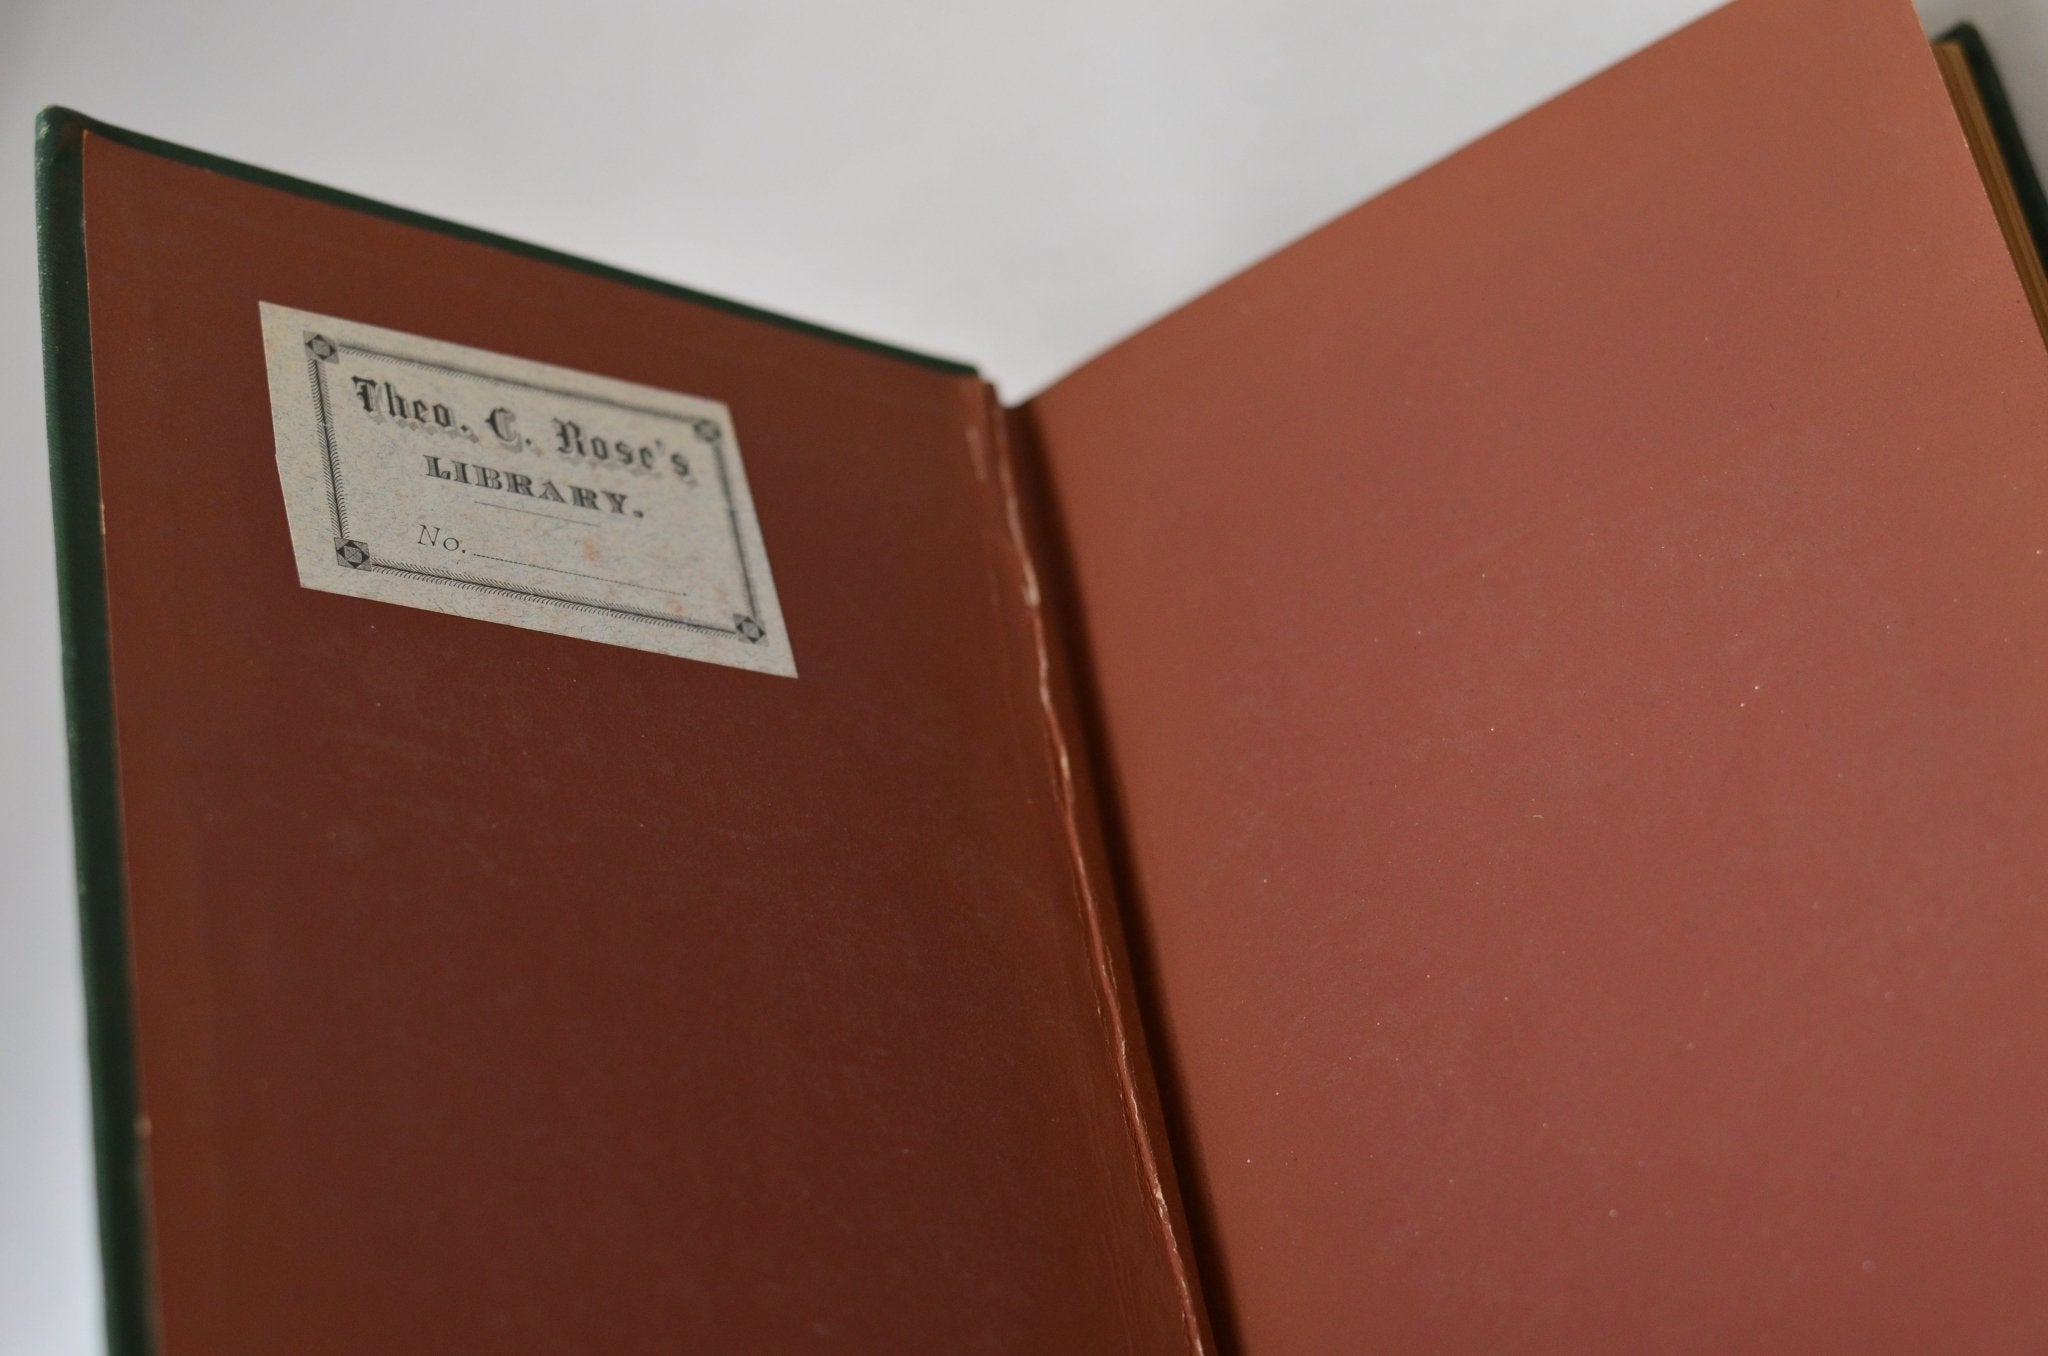 Theo. C. Rose's
LIBRARY.
No.